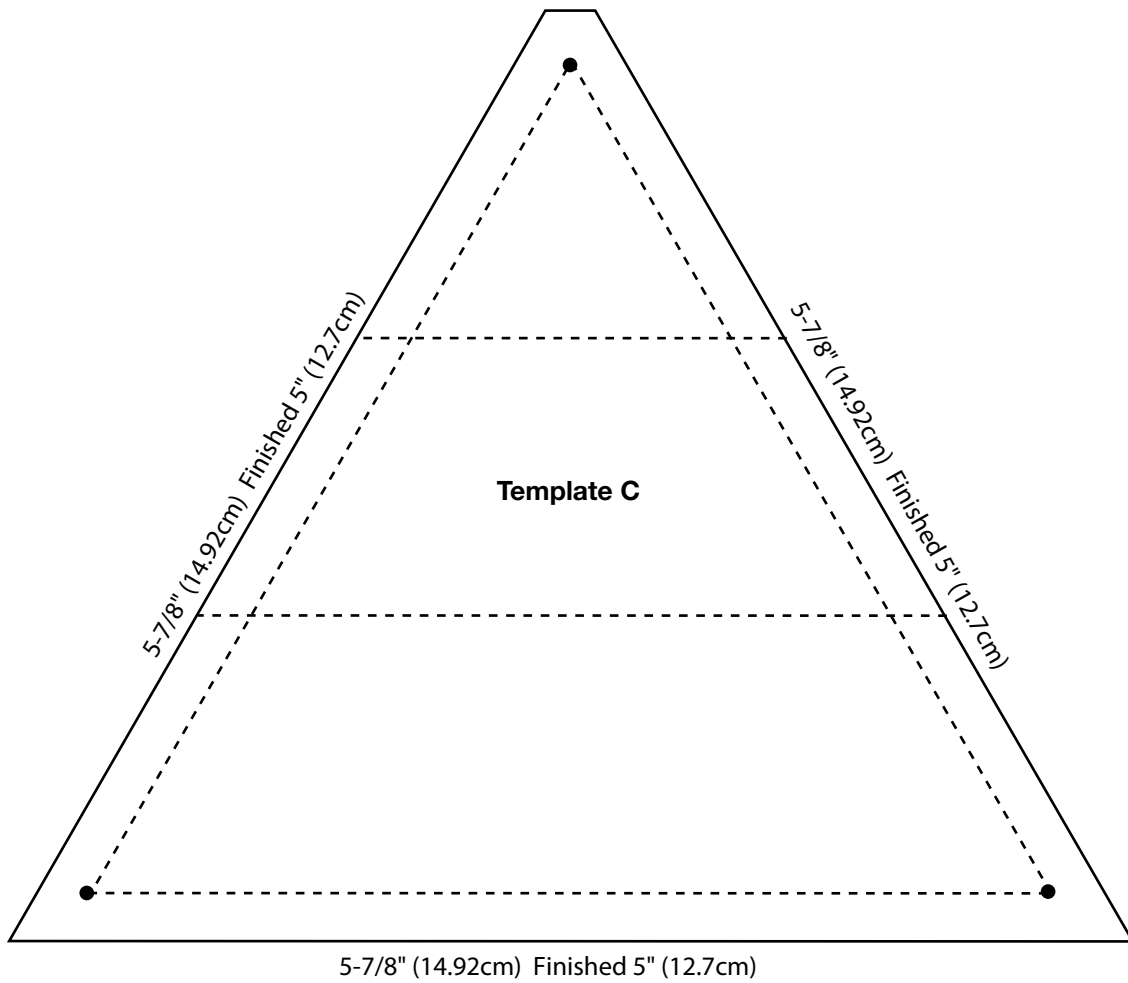 5-7/8" (14.92cm)  Finished 5" (12.7cm)
5-7/8" (14.92cm)  Finished 5" (12.7cm)
Template C
5-7/8" (14.92cm)  Finished 5" (12.7cm)